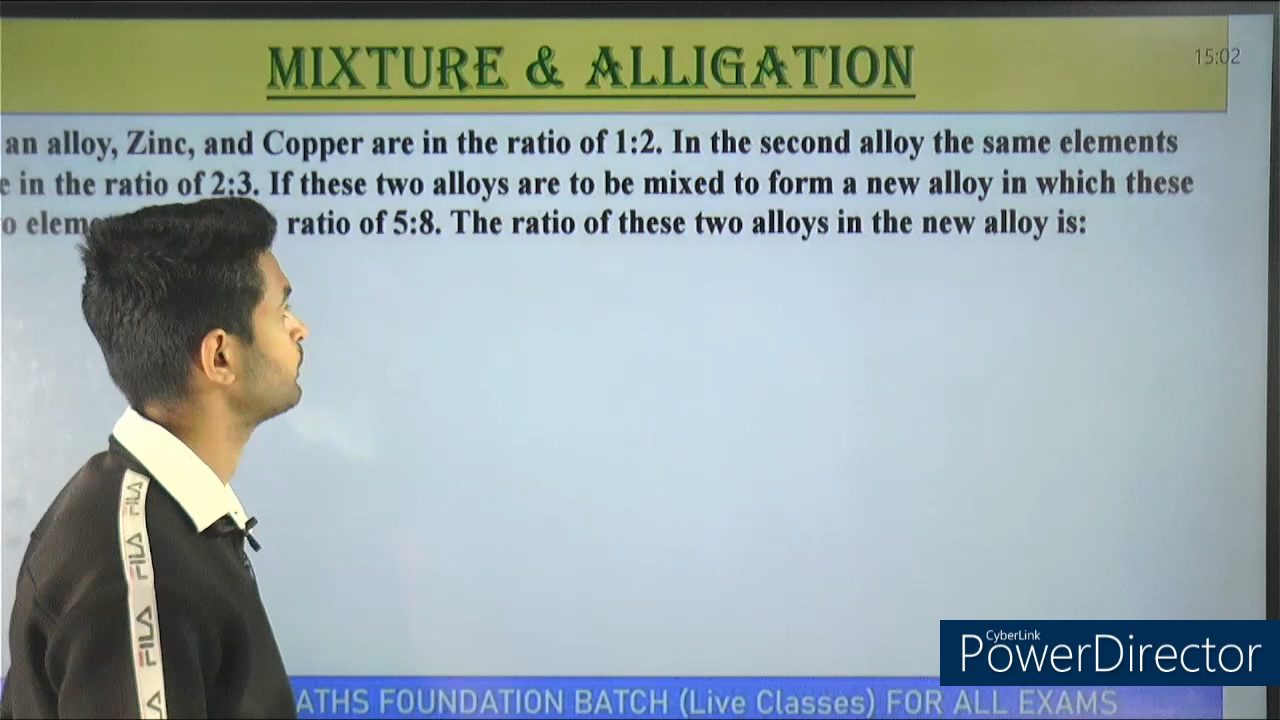 MIXTURE & ALLIGATION
15:02
an alloy, Zinc, and Copper are in the ratio of 1:2. In the second alloy the same elements
in the ratio of 2:3. If these two alloys are to be mixed to form a new alloy in which these
ratio of 5:8. The ratio of these two alloys in the new alloy is:
FILA
FILA
FILA
FILA
CyberLink
PowerDirector
ATHS FOUNDATION BATCH (Live Classes) FOR ALL EXAMS